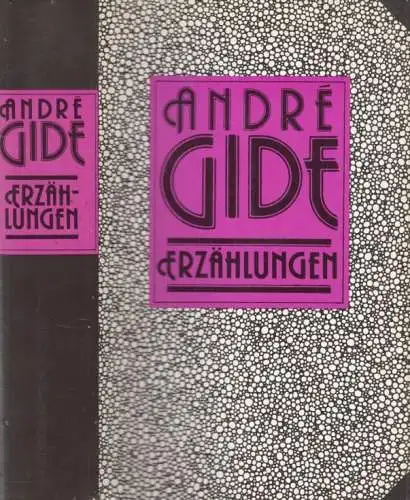 ANDRÉ
GIDE
ERZÄH-
LUNGEN
ANDRÉ
GIDE
ERZÄHLUNGEN